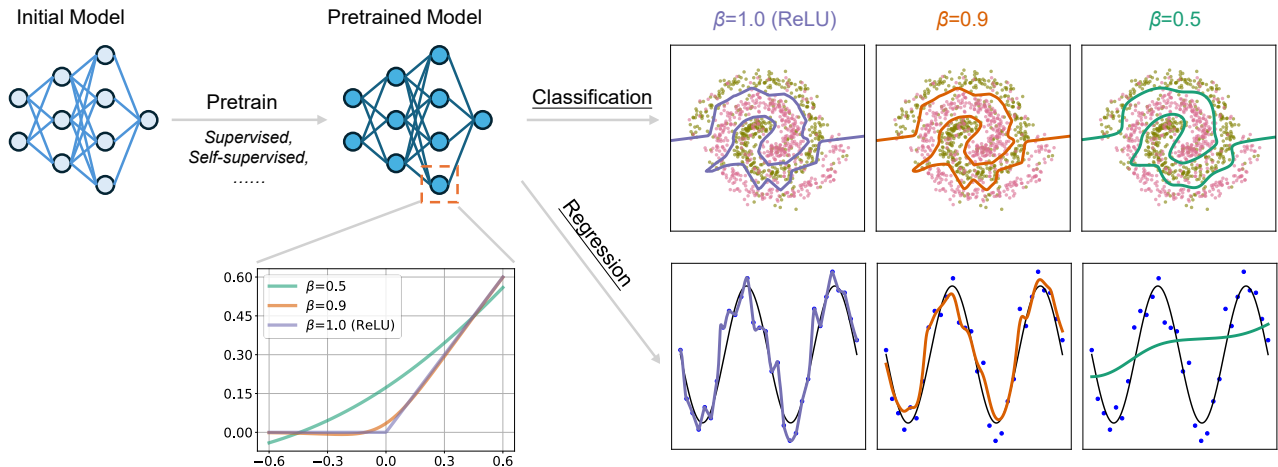 Initial Model
Pretrained Model
β=1.0 (ReLU)
β=0.9
β=0.5
Pretrain
Supervised,
Self-supervised,
......
Classification
Regression
0.60
0.45
0.30
0.15
0.00
β=0.5
β=0.9
β=1.0 (ReLU)
−0.6
−0.3
0.0
0.3
0.6